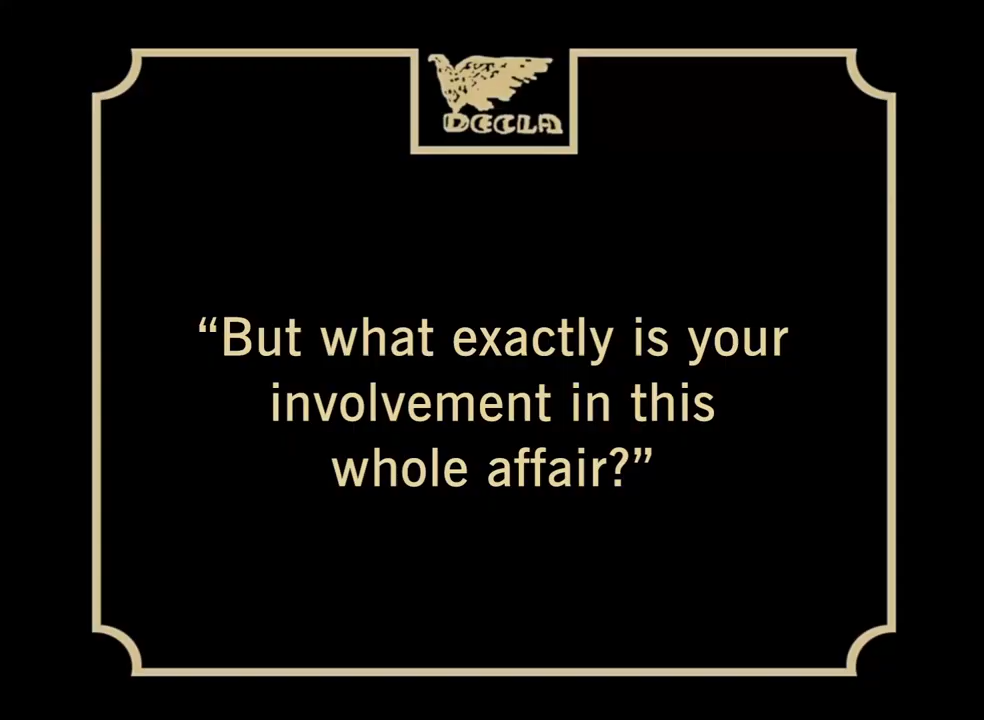 DECLA
“But what exactly is your
involvement in this
whole affair?”